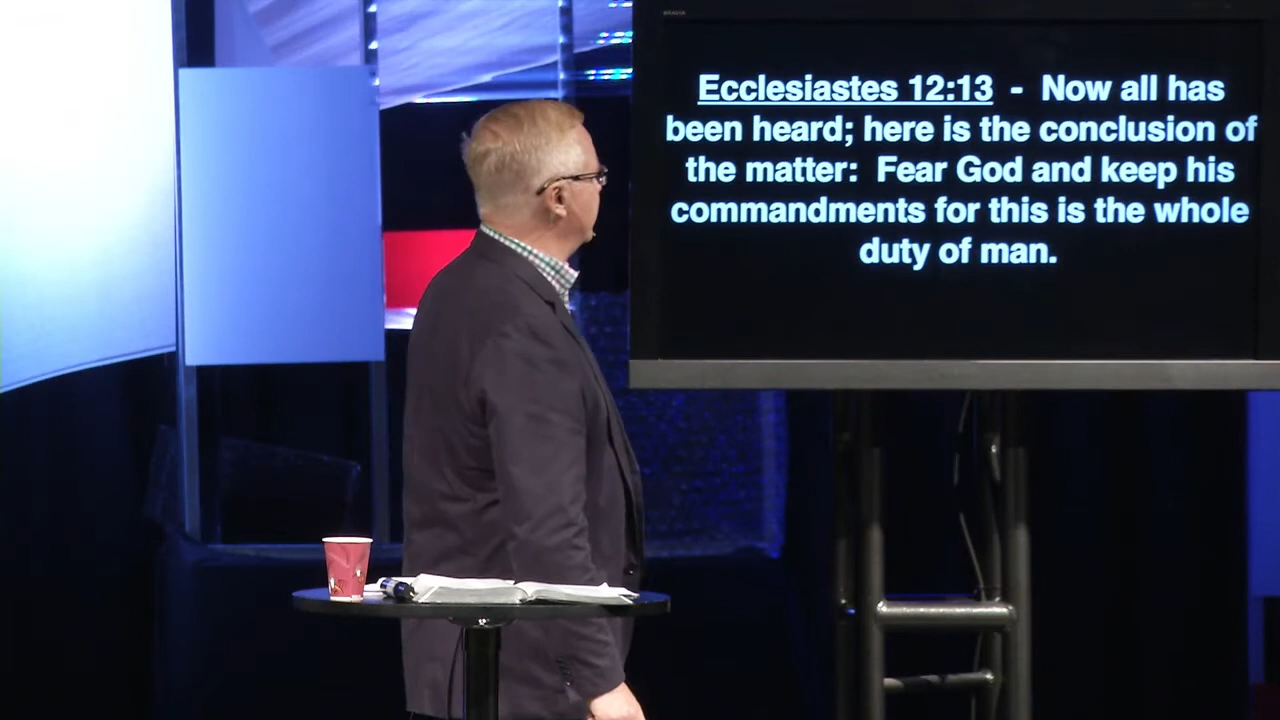 BRAVIA
Ecclesiastes 12:13 - Now all has
been heard; here is the conclusion of
the matter: Fear God and keep his
commandments for this is the whole
duty of man.